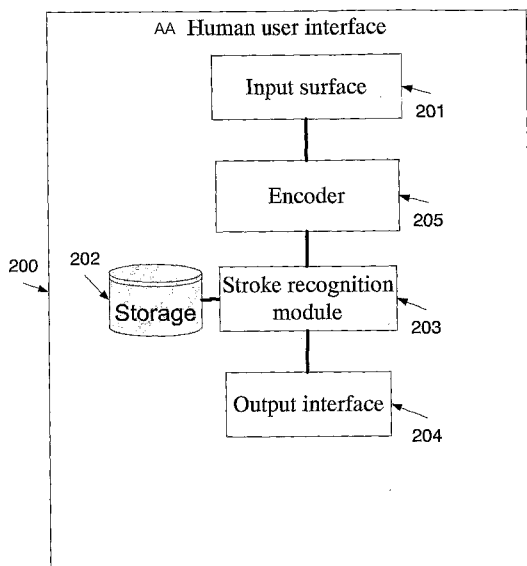 AA Human user interface
Input surface
201
Encoder
205
200
202
Storage
Stroke recognition
module
203
Output interface
204